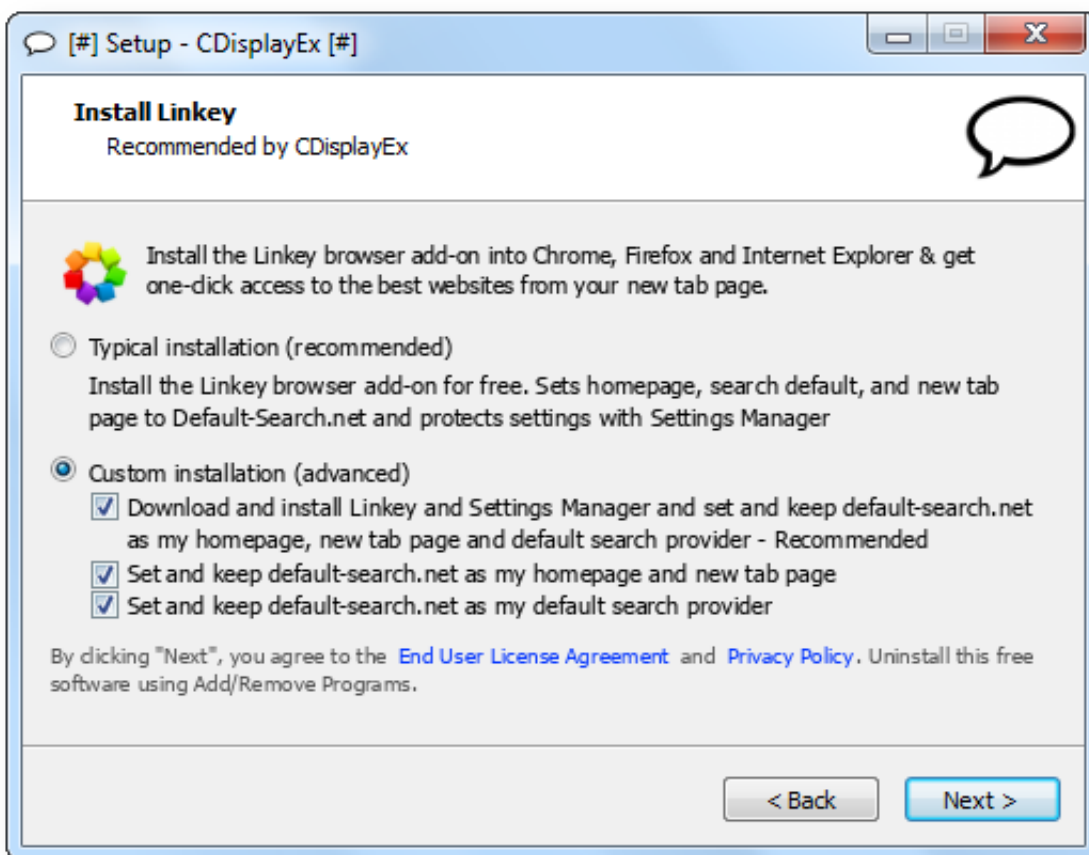 [#] Setup - CDisplayEx [#]
Install Linkey
Recommended by CDisplayEx
Install the Linkey browser add-on into Chrome, Firefox and Internet Explorer & get
one-click access to the best websites from your new tab page.
Typical installation (recommended)
Install the Linkey browser add-on for free. Sets homepage, search default, and new tab
page to Default-Search.net and protects settings with Settings Manager
Custom installation (advanced)
Download and install Linkey and Settings Manager and set and keep default-search.net
as my homepage, new tab page and default search provider - Recommended
Set and keep default-search.net as my homepage and new tab page
Set and keep default-search.net as my default search provider
By clicking "Next", you agree to the End User License Agreement and Privacy Policy. Uninstall this free
software using Add/Remove Programs.
< Back
Next >